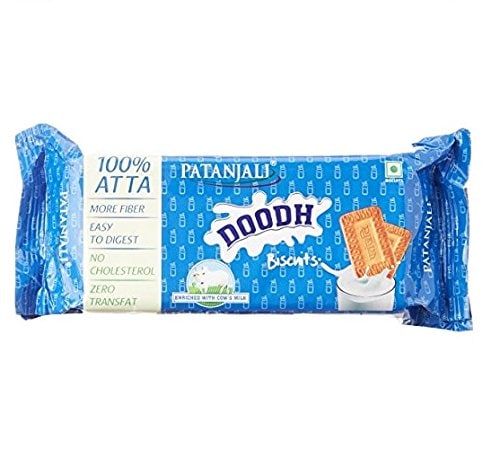 100%
ATTA
MORE FIBER
EASY
TO DIGEST
NO
CHOLESTEROL
ZERO
TRANSFAT
PATANJALI
DOODH
Biscuits
ENRICHED WITH COW'S MILK
PATANJALI
PATANJALI